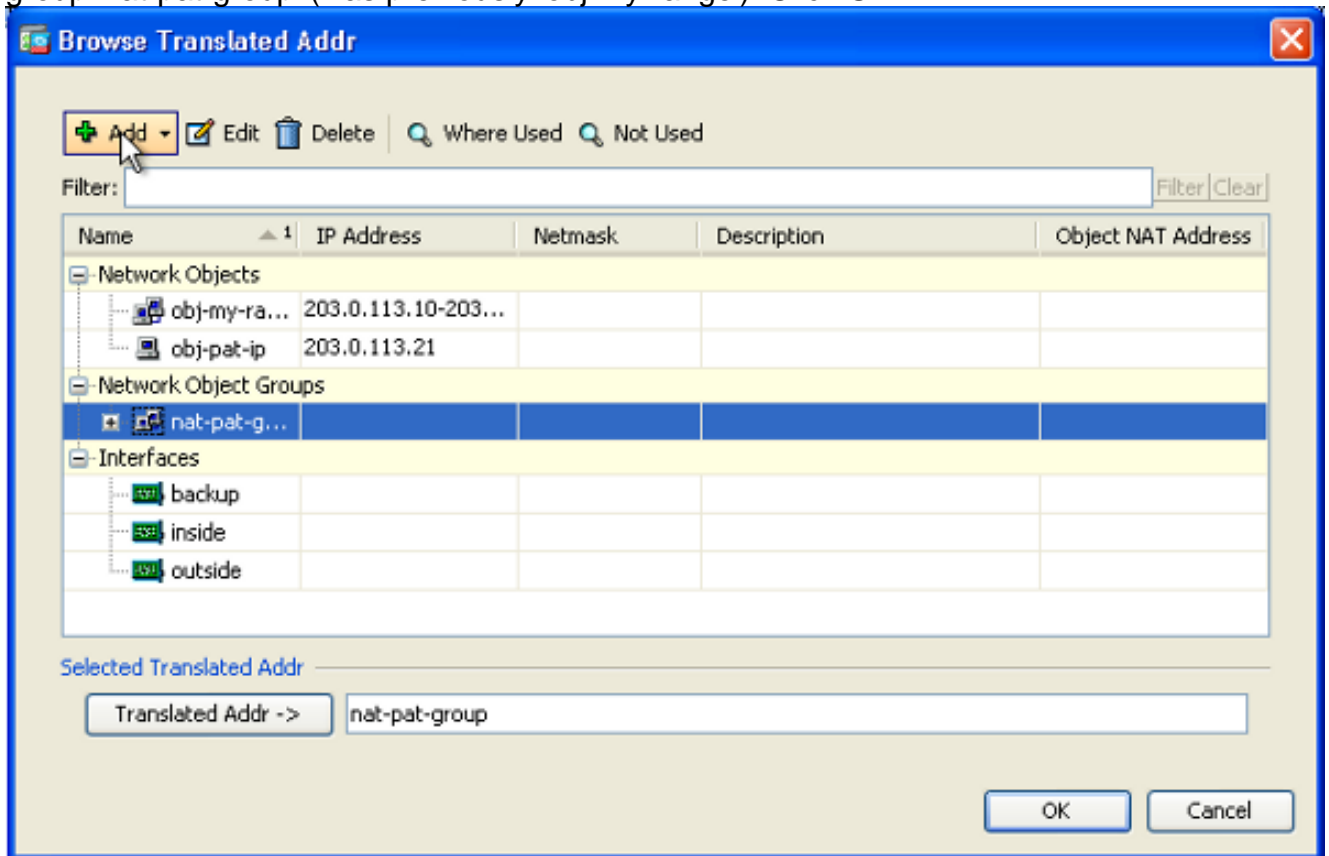 Browse Translated Addr
Add Edit Delete Where Used Not Used
Filter: Filter Clear
Name 1 IP Address Netmask Description Object NAT Address
Network Objects
obj-my-ra... 203.0.113.10-203...
obj-pat-ip 203.0.113.21
Network Object Groups
nat-pat-g...
Interfaces
backup
inside
outside
Selected Translated Addr
Translated Addr -> nat-pat-group
OK Cancel